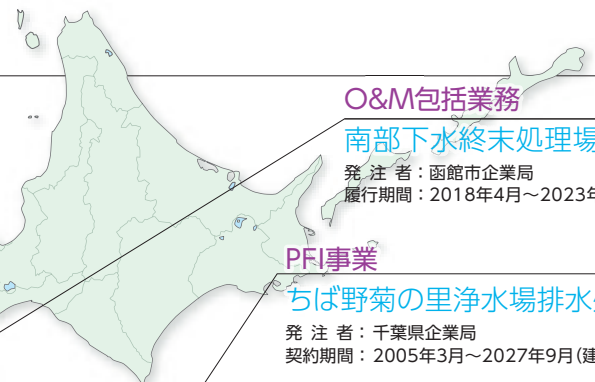 O&M包括業務
南部下水終末処理場
発 注 者：函館市企業局
履行期間：2018年4月～2023年
PFI事業
ちば野菊の里浄水場排水
発 注 者：千葉県企業局
契約期間：2005年3月～2027年9月(建